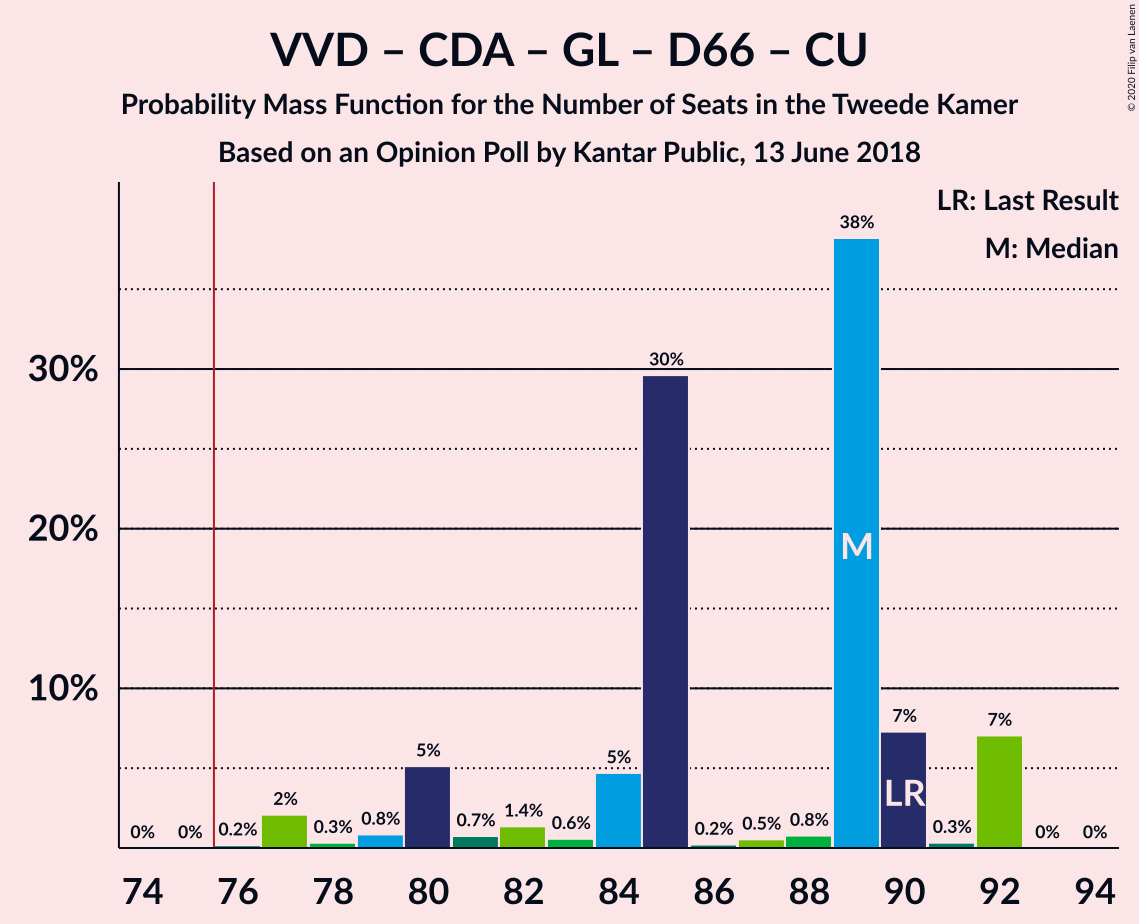 VVD – CDA – GL – D66 – CU
Probability Mass Function for the Number of Seats in the Tweede Kamer
Based on an Opinion Poll by Kantar Public, 13 June 2018
© 2020 Filip van Laenen
LR: Last Result
M: Median
30%
20%
10%
0% 0% 0.2% 2% 0.3% 0.8% 5% 0.7% 1.4% 0.6% 5% 30% 0.2% 0.5% 0.8% 38% 7% 0.3% 7% 0% 0%
M
LR
74 76 78 80 82 84 86 88 90 92 94